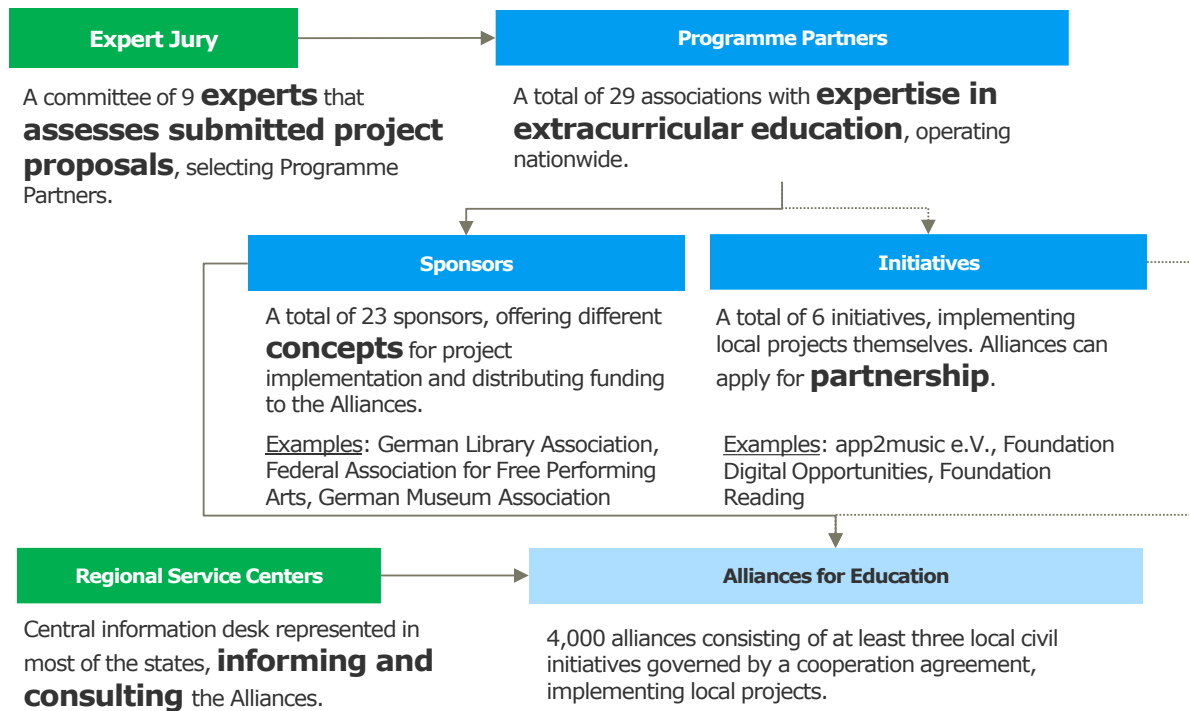 Expert Jury
Programme Partners
A committee of 9 experts that
assesses submitted project
proposals, selecting Programme
Partners.
A total of 29 associations with expertise in
extracurricular education, operating
nationwide.
Sponsors
Initiatives
A total of 23 sponsors, offering different
concepts for project
implementation and distributing funding
to the Alliances.
Examples: German Library Association,
Federal Association for Free Performing
Arts, German Museum Association
A total of 6 initiatives, implementing
local projects themselves. Alliances can
apply for partnership.
Examples: app2music e.V., Foundation
Digital Opportunities, Foundation
Reading
Regional Service Centers
Alliances for Education
Central information desk represented in
most of the states, informing and
consulting the Alliances.
4,000 alliances consisting of at least three local civil
initiatives governed by a cooperation agreement,
implementing local projects.